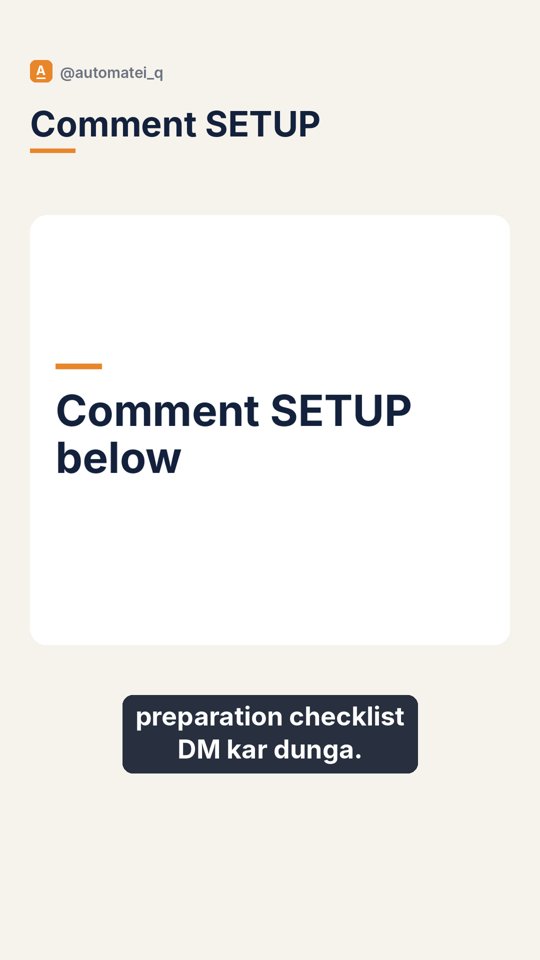 A @automatei_q
Comment SETUP
Comment SETUP
below
preparation checklist
DM kar dunga.